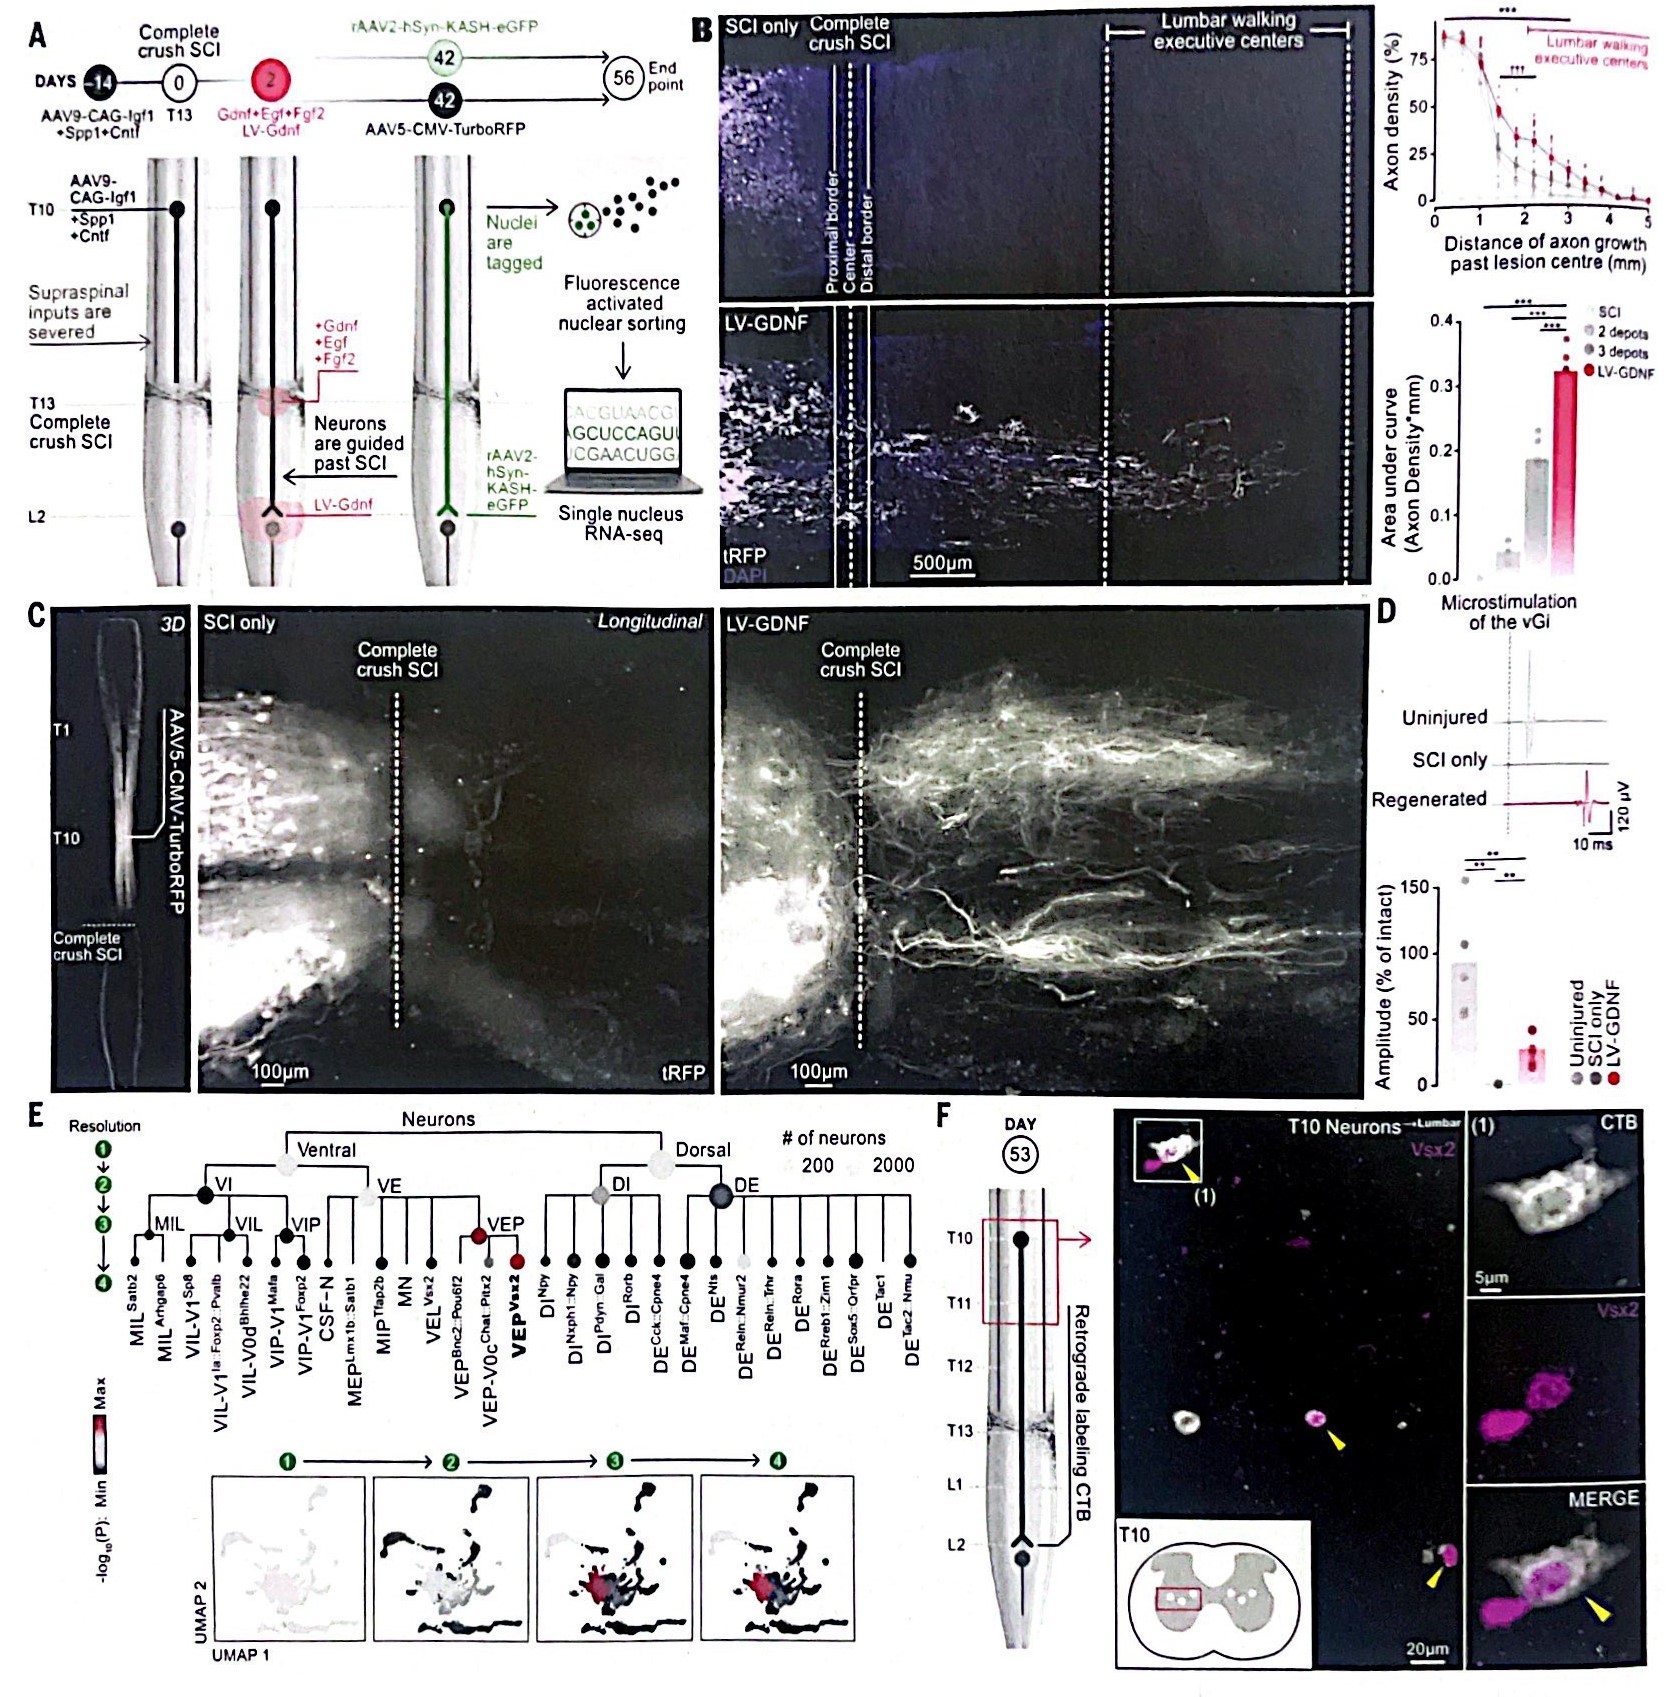 A
Complete
crush SCI
rAAV2-hSyn-KASH-eGFP
DAYS
-14
0
2
42
42
56
End
point
AAV9-CAG-Igf1
+Spp1+Cntf
T13
Gdnf+Egf+Fgf2
LV-Gdnf
AAV5-CMV-TurboRFP
AAV9-
CAG-Igf1
+Spp1
+Cntf
T10
Supraspinal
inputs are
severed
T13
Complete
crush SCI
L2
+Gdnf
+Egf
+Fgf2
Neurons
are guided
past SCI
LV-Gdnf
Nuclei
are
tagged
rAAV2-
hSyn-
KASH-
eGFP
Fluorescence
activated
nuclear sorting
ACGUAACG
AGCUCCAGUU
UCGAACUGG
Single nucleus
RNA-seq
B
SCI only
Complete
crush SCI
Lumbar walking
executive centers
Proximal border
Center
Distal border
LV-GDNF
tRFP
DAPI
500µm
***
Lumbar walking
executive centers
†††
Axon density (%)
75
50
25
0
0 1 2 3 4 5
Distance of axon growth
past lesion centre (mm)
***
***
***
SCI
2 depots
3 depots
LV-GDNF
Area under curve
(Axon Density*mm)
0.4
0.3
0.2
0.1
0.0
C
3D
T1
T10
AAV5-CMV-TurboRFP
Complete
crush SCI
SCI only
Longitudinal
Complete
crush SCI
100µm
tRFP
LV-GDNF
Complete
crush SCI
100µm
D
Microstimulation
of the vGi
Uninjured
SCI only
Regenerated
120 µV
10 ms
**
**
**
Amplitude (% of intact)
150
100
50
0
Uninjured
SCI only
LV-GDNF
E
Resolution
1
2
3
4
Neurons
Ventral
Dorsal
# of neurons
200
2000
VI
VE
DI
DE
MIL
VIL
VIP
VEP
MIL Satb2
MIL Arhgap6
VIL-V1 Sp8
VIL-V1 Ia::Foxp2::Pvalb
VIL-V0d Bhlhe22
VIP-V1 Mafa
VIP-V1 Foxp2
CSF-N
MEP Lmx1b::Satb1
MIP Tfap2b
MN
VEL Vsx2
VEP Bnc2::Pou6f2
VEP-V0c Chat::Pitx2
VEP Vsx2
DI Npy
DI Nxph1::Npy
DI Pdyn::Gal
DI Rorb
DE Cck::Cpne4
DE Maf::Cpne4
DE Nts
DE Reln::Nmur2
DE Reln::Trhr
DE Rora
DE Rreb1::Zim1
DE Sox5::Qrfpr
DE Tac1
DE Tac2::Nmu
-log10(P): Min Max
1
2
3
4
UMAP 2
UMAP 1
F
DAY
53
T10
T11
T12
T13
L1
L2
Retrograde labeling CTB
T10 Neurons→Lumbar
Vsx2
(1)
T10
20µm
(1)
CTB
5µm
Vsx2
MERGE